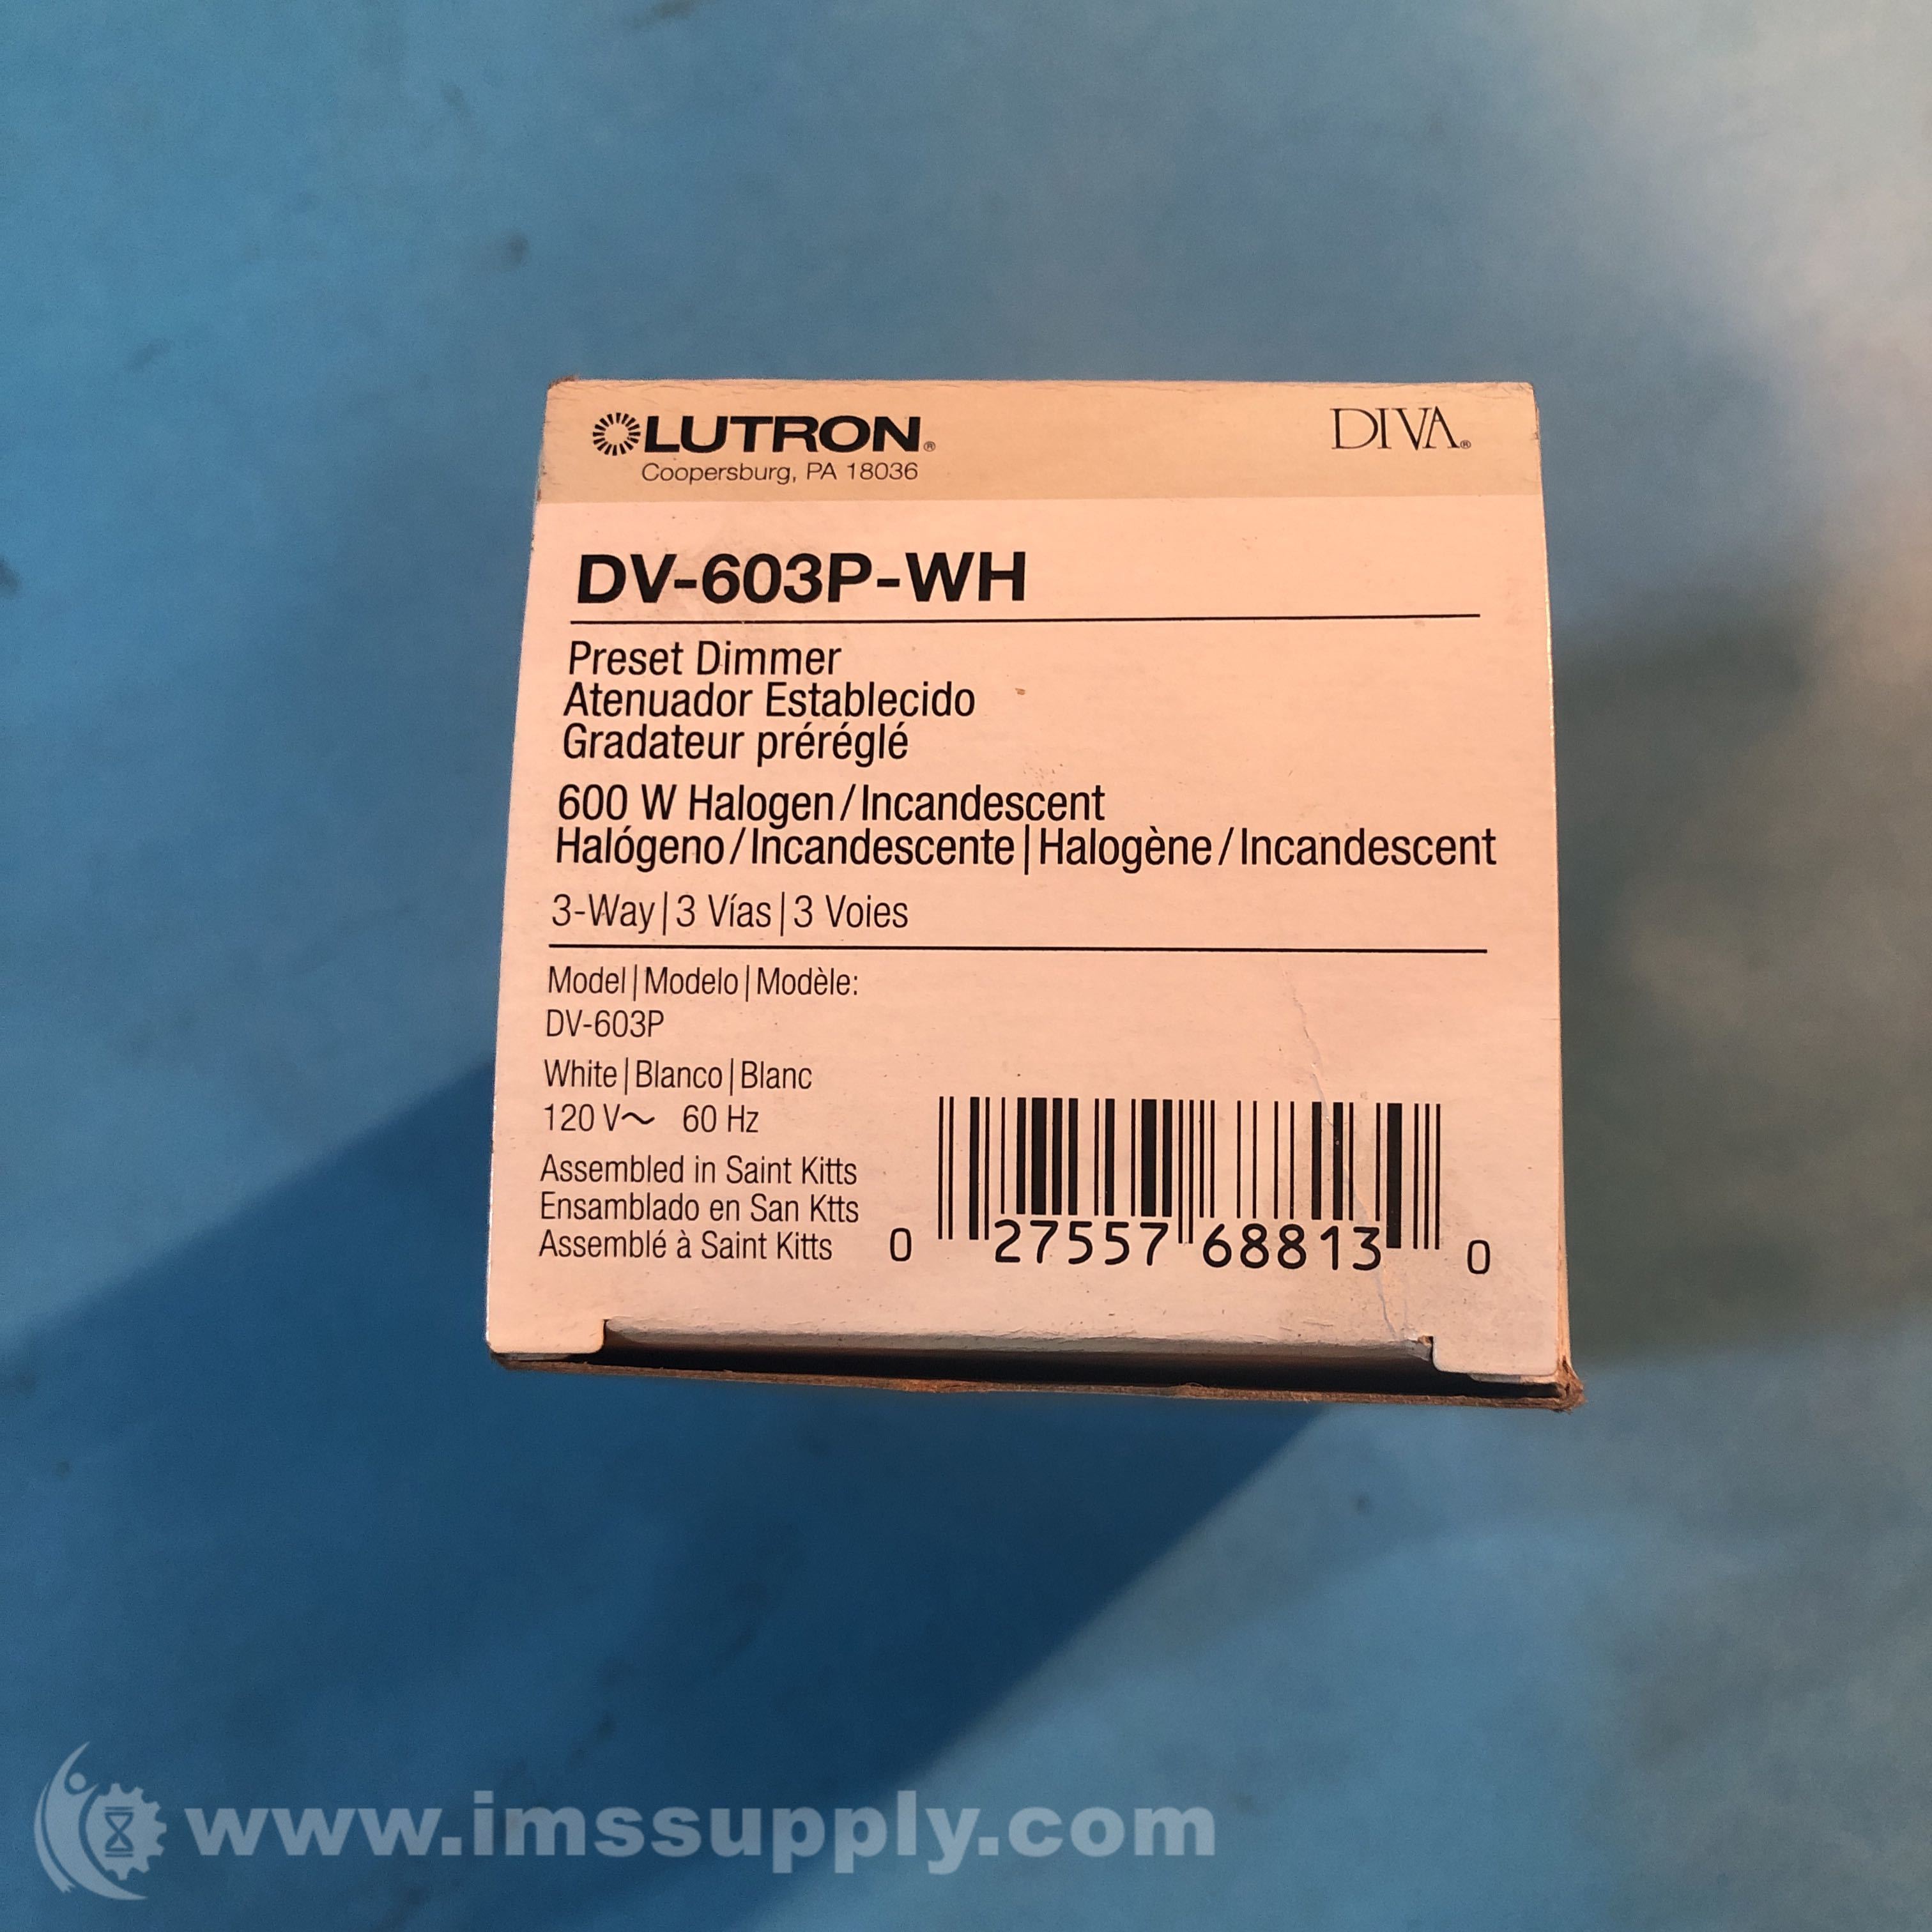 LUTRON®
Coopersburg, PA 18036
DIVA®
DV-603P-WH
Preset Dimmer
Atenuador Establecido
Gradateur préréglé
600 W Halogen/Incandescent
Halógeno/Incandescente|Halogène/Incandescent
3-Way|3 Vías|3 Voies
Model|Modelo|Modèle:
DV-603P
White|Blanco|Blanc
120 V~ 60 Hz
Assembled in Saint Kitts
Ensamblado en San Ktts
Assemblé à Saint Kitts
0 27557 68813 0
www.imssupply.com